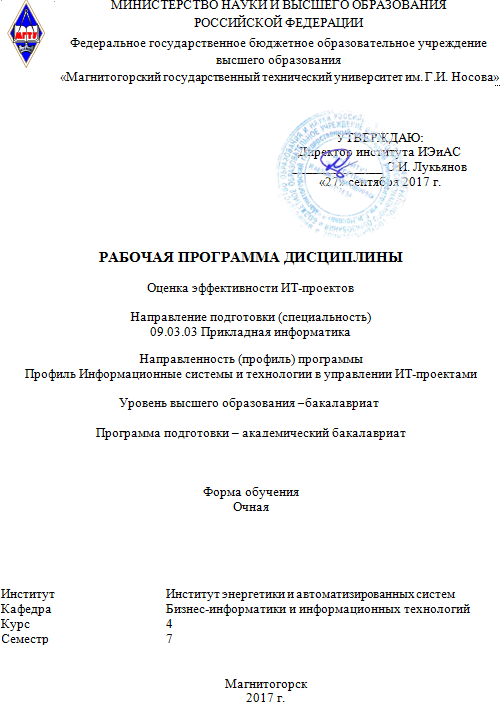 МИНИСТЕРСТВО НАУКИ И ВЫСШЕГО ОБРАЗОВАНИЯ
РОССИЙСКОЙ ФЕДЕРАЦИИ
Федеральное государственное бюджетное образовательное учреждение
высшего образования
«Магнитогорский государственный технический университет им. Г.И. Носова»
МГТУ
УТВЕРЖДАЮ:
Директор института ИЭиАС
С.И. Лукьянов
«27» сентября 2017 г.
РАБОЧАЯ ПРОГРАММА ДИСЦИПЛИНЫ
Оценка эффективности ИТ-проектов
Направление подготовки (специальность)
09.03.03 Прикладная информатика
Направленность (профиль) программы
Профиль Информационные системы и технологии в управлении ИТ-проектами
Уровень высшего образования –бакалавриат
Программа подготовки – академический бакалавриат
Форма обучения
Очная
Институт Институт энергетики и автоматизированных систем
Кафедра Бизнес-информатики и информационных технологий
Курс 4
Семестр 7
Магнитогорск
2017 г.